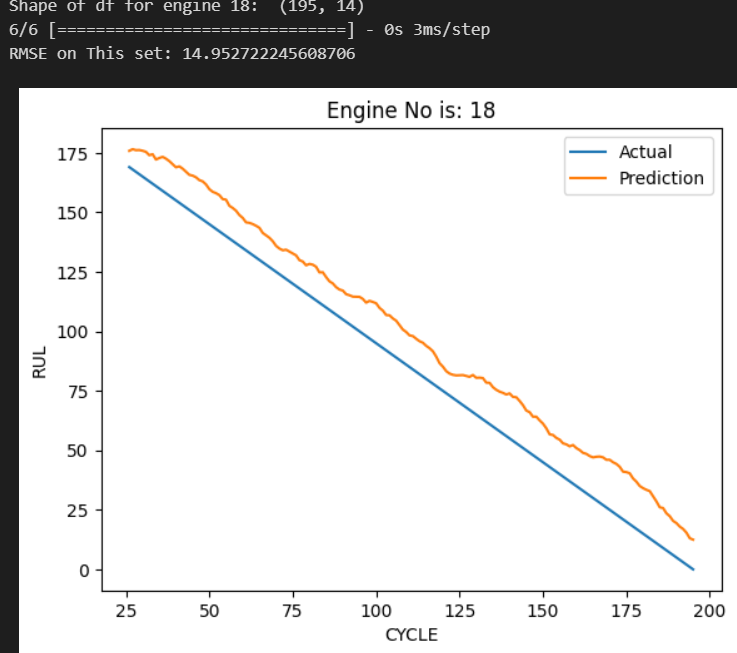 Shape of df for engine 18:  (195, 14)
6/6 [==============================] - 0s 3ms/step
RMSE on This set: 14.952722245608706
Engine No is: 18
Actual
Prediction
175
150
125
100
75
50
25
0
RUL
25 50 75 100 125 150 175 200
CYCLE